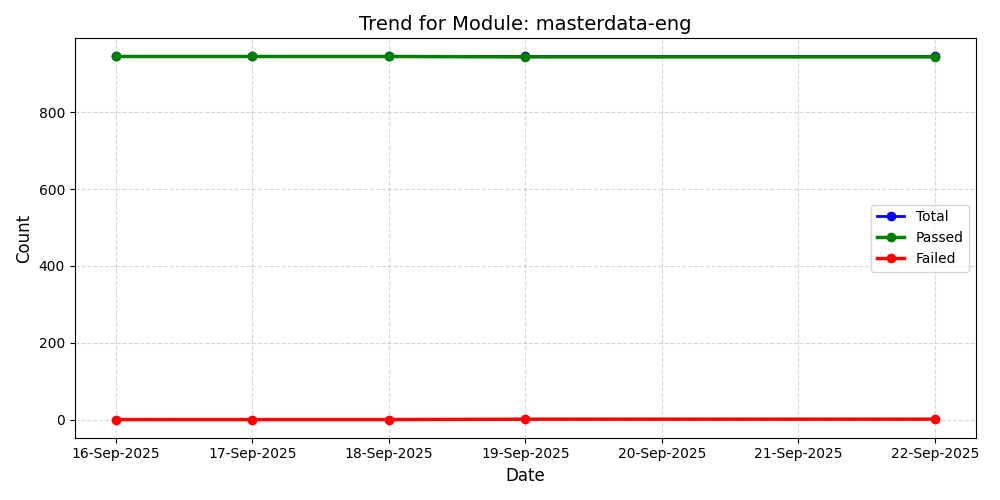 Trend for Module: masterdata-eng
Count
800
600
400
200
0
Total
Passed
Failed
16-Sep-2025 17-Sep-2025 18-Sep-2025 19-Sep-2025 20-Sep-2025 21-Sep-2025 22-Sep-2025
Date